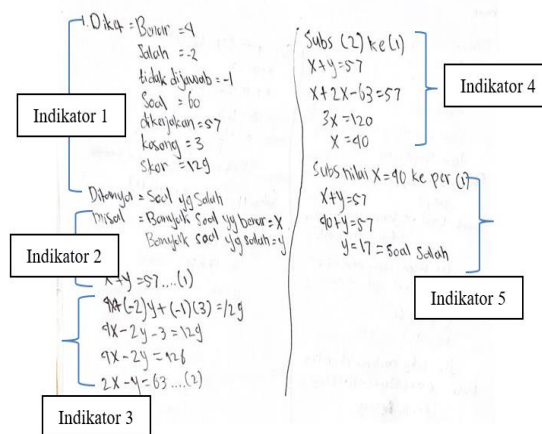 1. Diket = Benar = 4
Salah = -2
tidak dijawab = -1
Soal = 60
dikerjakan = 57
kosong = 3
skor = 129
Indikator 1
Ditanya = Soal yg salah
misal = Banyak soal yg benar = x
Banyak soal yg salah = y
Indikator 2
x+y = 57....(1)
4x+(-2)y+(-1)(3) = 129
4x-2y-3 = 129
4x-2y = 126
2x-y = 63....(2)
Indikator 3
Subs (2) ke (1)
x+y = 57
x+2x-63 = 57
3x = 120
x = 40
Indikator 4
Subs nilai x = 40 ke per (1)
x+y = 57
40+y = 57
y = 17 = soal salah
Indikator 5